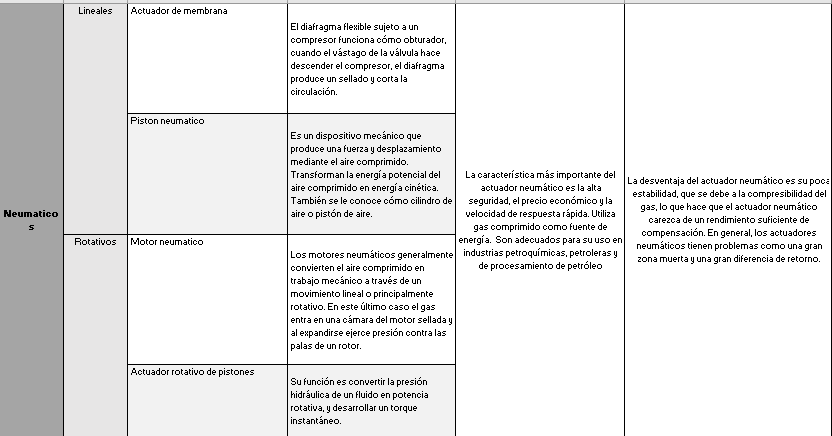 Neumatico
s
Lineales
Actuador de membrana
El diafragma flexible sujeto a un
compresor funciona cómo obturador,
cuando el vástago de la válvula hace
descender el compresor, el diafragma
produce un sellado y corta la
circulación.
Piston neumatico
Es un dispositivo mecánico que
produce una fuerza y desplazamiento
mediante el aire comprimido.
Transforman la energía potencial del
aire comprimido en energía cinética.
También se le conoce cómo cilindro de
aire o pistón de aire.
Rotativos
Motor neumatico
Los motores neumáticos generalmente
convierten el aire comprimido en
trabajo mecánico a través de un
movimiento lineal o principalmente
rotativo. En este último caso el gas
entra en una cámara del motor sellada y
al expandirse ejerce presión contra las
palas de un rotor.
Actuador rotativo de pistones
Su función es convertir la presión
hidráulica de un fluido en potencia
rotativa, y desarrollar un torque
instantáneo.
La característica más importante del
actuador neumático es la alta
seguridad, el precio económico y la
velocidad de respuesta rápida. Utiliza
gas comprimido como fuente de
energía. Son adecuados para su uso en
industrias petroquímicas, petroleras y
de procesamiento de petróleo
La desventaja del actuador neumático es su poca
estabilidad, que se debe a la compresibilidad del
gas, lo que hace que el actuador neumático
carezca de un rendimiento suficiente de
compensación. En general, los actuadores
neumáticos tienen problemas como una gran
zona muerta y una gran diferencia de retorno.